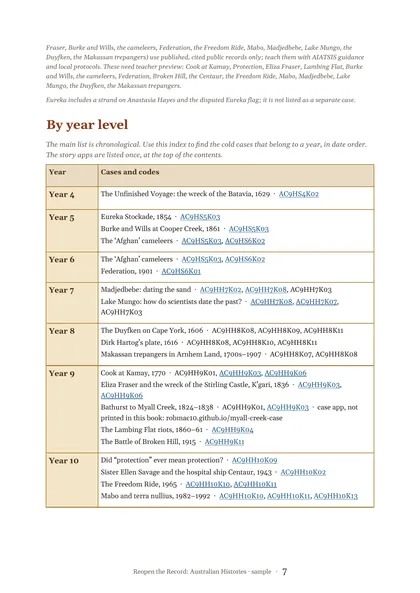 Fraser, Burke and Wills, the cameleers, Federation, the Freedom Ride, Mabo, Madjedbebe, Lake Mungo, the
Duyfken, the Makassan trepangers) use published, cited public records only; teach them with AIATSIS guidance
and local protocols. These need teacher preview: Cook at Kamay, Protection, Eliza Fraser, Lambing Flat, Burke
and Wills, the cameleers, Federation, Broken Hill, the Centaur, the Freedom Ride, Mabo, Madjedbebe, Lake
Mungo, the Duyfken, the Makassan trepangers.
Eureka includes a strand on Anastasia Hayes and the disputed Eureka flag; it is not listed as a separate case.
By year level
The main list is chronological. Use this index to find the cold cases that belong to a year, in date order.
The story apps are listed once, at the top of the contents.
Year Cases and codes
Year 4 The Unfinished Voyage: the wreck of the Batavia, 1629 · AC9HS4K02
Year 5 Eureka Stockade, 1854 · AC9HS5K03
Burke and Wills at Cooper Creek, 1861 · AC9HS5K03
The 'Afghan' cameleers · AC9HS5K03, AC9HS6K02
Year 6 The 'Afghan' cameleers · AC9HS5K03, AC9HS6K02
Federation, 1901 · AC9HS6K01
Year 7 Madjedbebe: dating the sand · AC9HH7K02, AC9HH7K08, AC9HH7K03
Lake Mungo: how do scientists date the past? · AC9HH7K08, AC9HH7K07,
AC9HH7K03
Year 8 The Duyfken on Cape York, 1606 · AC9HH8K08, AC9HH8K09, AC9HH8K11
Dirk Hartog's plate, 1616 · AC9HH8K08, AC9HH8K10, AC9HH8K11
Makassan trepangers in Arnhem Land, 1700s–1907 · AC9HH8K07, AC9HH8K08
Year 9 Cook at Kamay, 1770 · AC9HH9K01, AC9HH9K03, AC9HH9K06
Eliza Fraser and the wreck of the Stirling Castle, K'gari, 1836 · AC9HH9K03,
AC9HH9K06
Bathurst to Myall Creek, 1824–1838 · AC9HH9K01, AC9HH9K03 · case app, not
printed in this book: robmac10.github.io/myall-creek-case
The Lambing Flat riots, 1860–61 · AC9HH9K04
The Battle of Broken Hill, 1915 · AC9HH9K11
Year 10 Did "protection" ever mean protection? · AC9HH10K09
Sister Ellen Savage and the hospital ship Centaur, 1943 · AC9HH10K02
The Freedom Ride, 1965 · AC9HH10K10, AC9HH10K11
Mabo and terra nullius, 1982–1992 · AC9HH10K10, AC9HH10K11, AC9HH10K13
Reopen the Record: Australian Histories · sample · 7